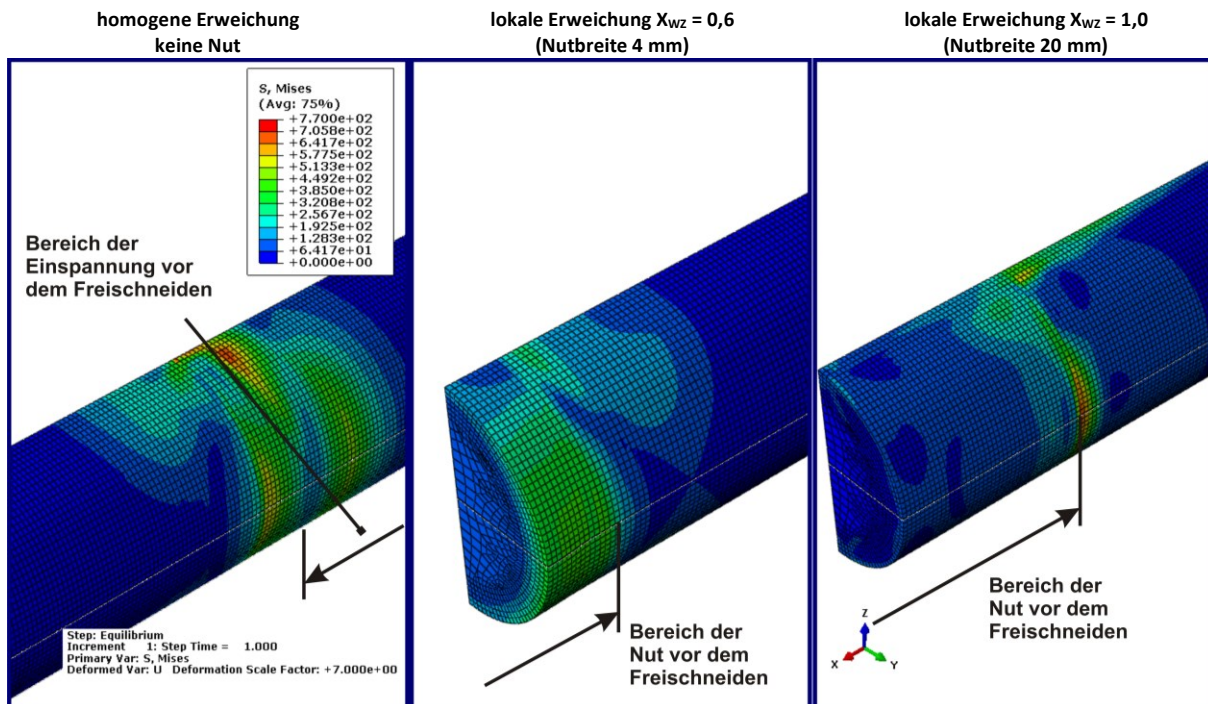 homogene Erweichung
keine Nut
lokale Erweichung XWZ = 0,6
(Nutbreite 4 mm)
lokale Erweichung XWZ = 1,0
(Nutbreite 20 mm)
S, Mises
(Avg: 75%)
+7.700e+02
+7.058e+02
+6.417e+02
+5.775e+02
+5.133e+02
+4.492e+02
+3.850e+02
+3.208e+02
+2.567e+02
+1.925e+02
+1.283e+02
+6.417e+01
+0.000e+00
Bereich der
Einspannung vor
dem Freischneiden
Step: Equilibrium
Increment 1: Step Time = 1.000
Primary Var: S, Mises
Deformed Var: U Deformation Scale Factor: +7.000e+00
Bereich der
Nut vor dem
Freischneiden
Bereich der
Nut vor dem
Freischneiden
Z
X
Y